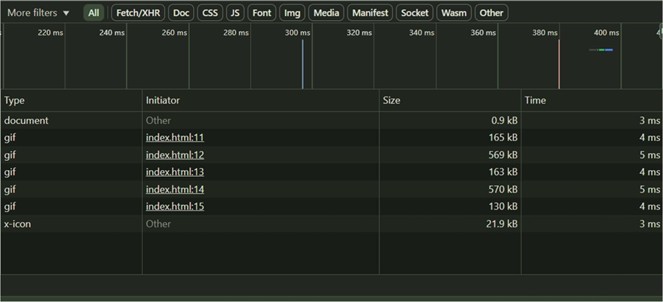 More filters ▼ All Fetch/XHR Doc CSS JS Font Img Media Manifest Socket Wasm Other
220 ms 240 ms 260 ms 280 ms 300 ms 320 ms 340 ms 360 ms 380 ms 400 ms
Type Initiator Size Time
document Other 0.9 kB 3 ms
gif index.html:11 165 kB 4 ms
gif index.html:12 569 kB 5 ms
gif index.html:13 163 kB 4 ms
gif index.html:14 570 kB 5 ms
gif index.html:15 130 kB 4 ms
x-icon Other 21.9 kB 3 ms